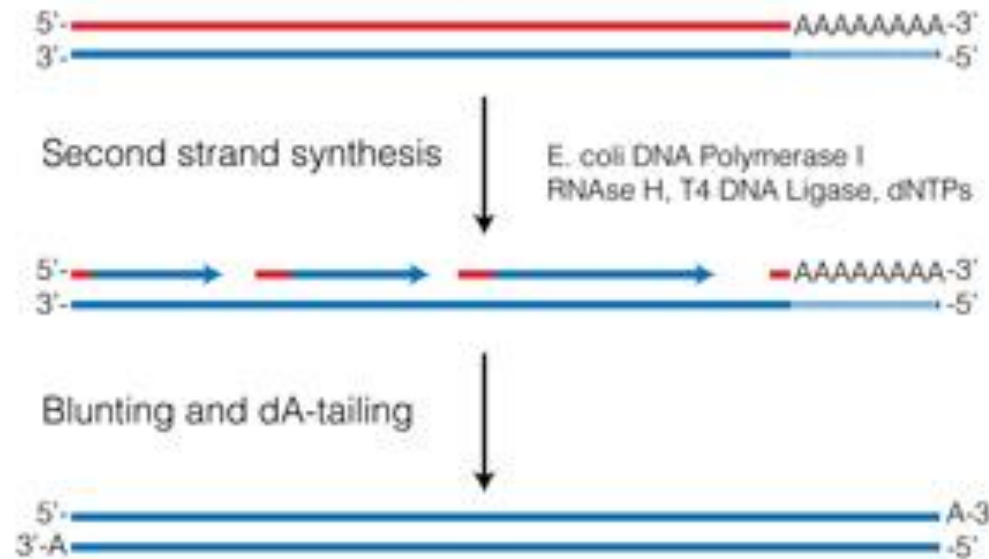 5'- AAAAAAAA-3'
3'- -5'
Second strand synthesis
E. coli DNA Polymerase I
RNAse H, T4 DNA Ligase, dNTPs
5'- AAAAAAAA-3'
3'- -5'
Blunting and dA-tailing
5'- A-3
3'-A -5'